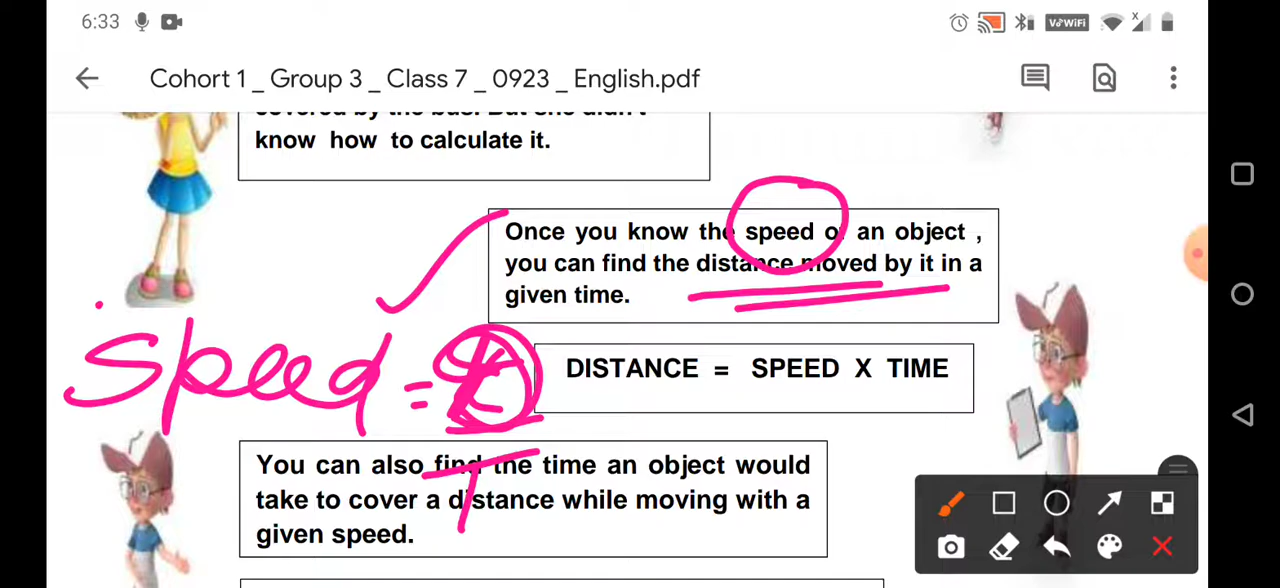 6:33
VoWiFi
X
Cohort 1 _ Group 3 _ Class 7 _ 0923 _ English.pdf
know how to calculate it.
Once you know the speed of an object ,
you can find the distance moved by it in a
given time.
Speed =
T
DISTANCE = SPEED X TIME
You can also find the time an object would
take to cover a distance while moving with a
given speed.